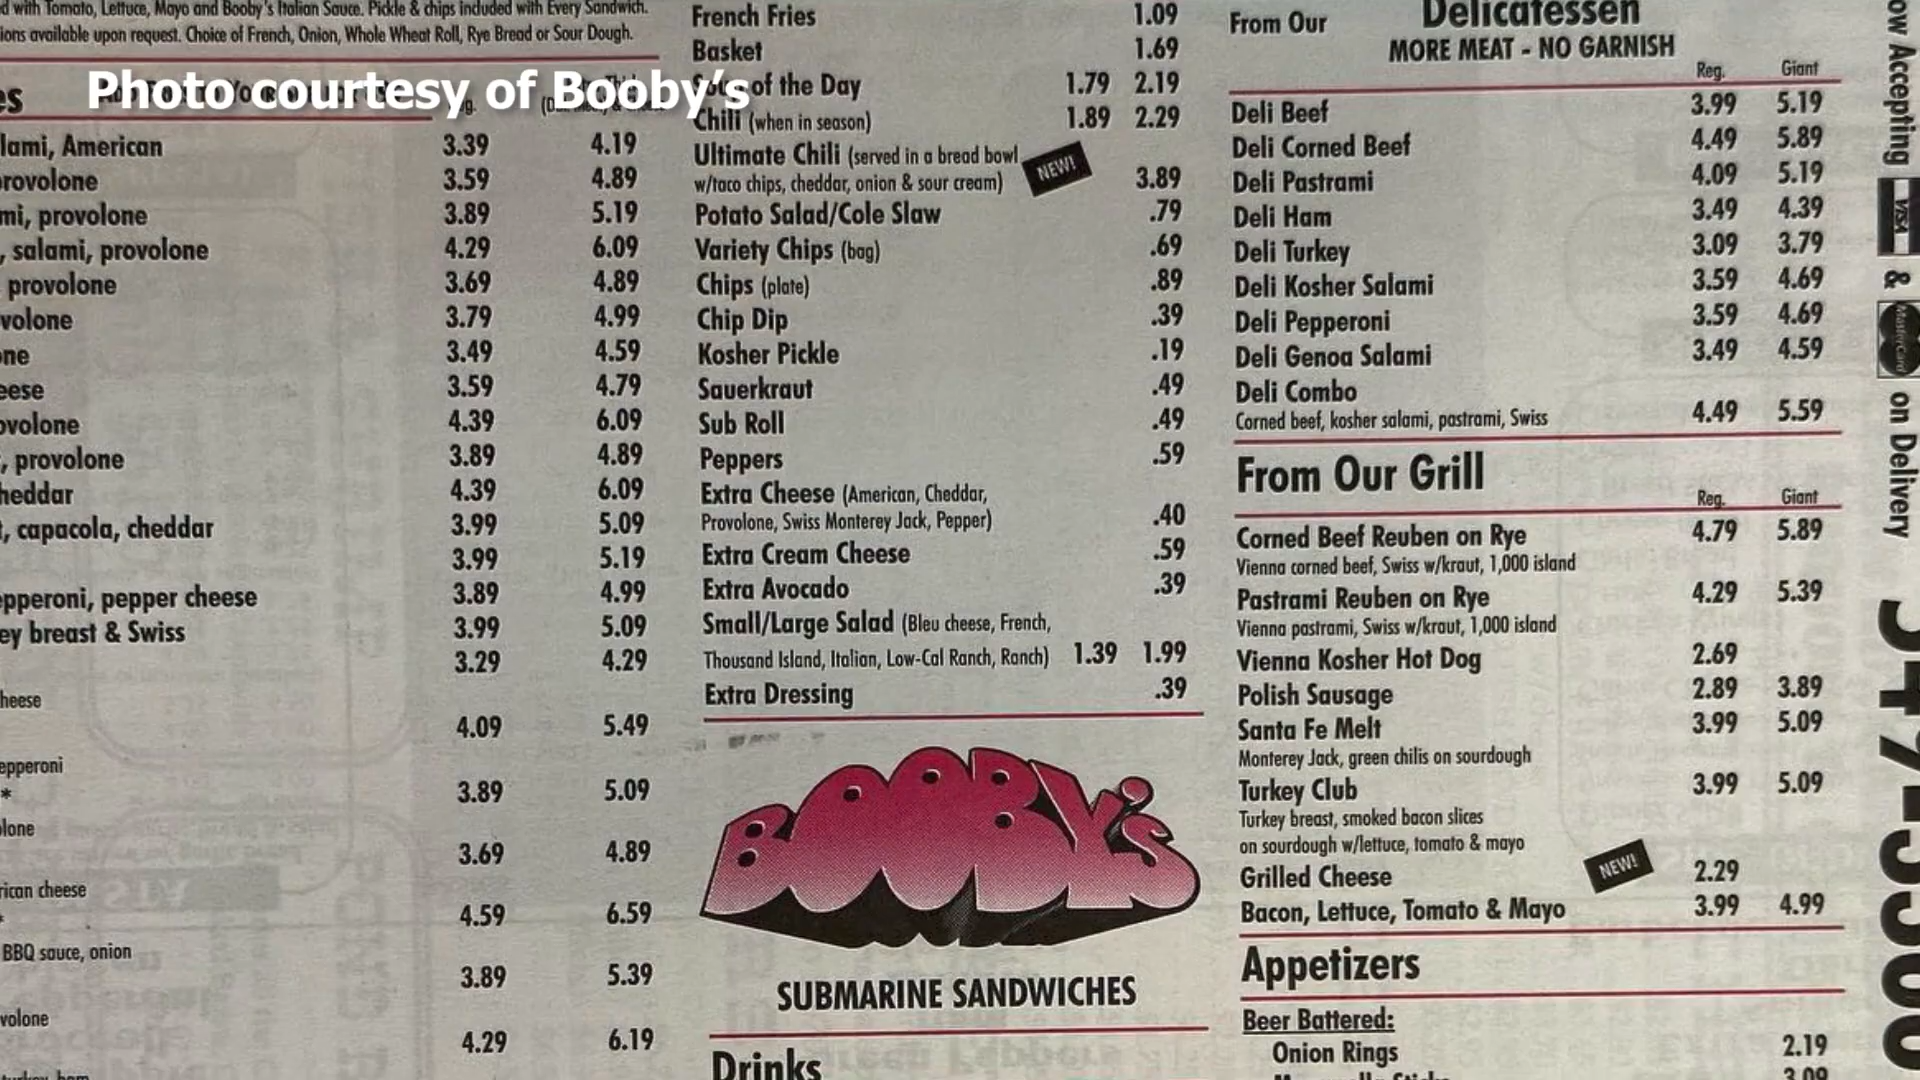 d with Tomato, Lettuce, Mayo and Booby's Italian Sauce. Pickle & chips included with Every Sandwich.
ions available upon request. Choice of French, Onion, Whole Wheat Roll, Rye Bread or Sour Dough.
Photo courtesy of Booby's
es
lami, American 3.39 4.19
rovolone 3.59 4.89
mi, provolone 3.89 5.19
, salami, provolone 4.29 6.09
provolone 3.69 4.89
volone 3.79 4.99
one 3.49 4.59
eese 3.59 4.79
ovolone 4.39 6.09
, provolone 3.89 4.89
heddar 4.39 6.09
, capacola, cheddar 3.99 5.09
3.99 5.19
epperoni, pepper cheese 3.89 4.99
ey breast & Swiss 3.99 5.09
3.29 4.29
heese
4.09 5.49
epperoni
* 3.89 5.09
lone
3.69 4.89
rican cheese
* 4.59 6.59
BBQ sauce, onion
3.89 5.39
volone
4.29 6.19
French Fries 1.09
Basket 1.69
of the Day 1.79 2.19
Chili (when in season) 1.89 2.29
Ultimate Chili (served in a bread bowl
w/taco chips, cheddar, onion & sour cream) NEW! 3.89
Potato Salad/Cole Slaw .79
Variety Chips (bag) .69
Chips (plate) .89
Chip Dip .39
Kosher Pickle .19
Sauerkraut .49
Sub Roll .49
Peppers .59
Extra Cheese (American, Cheddar,
Provolone, Swiss Monterey Jack, Pepper) .40
Extra Cream Cheese .59
Extra Avocado .39
Small/Large Salad (Bleu cheese, French,
Thousand Island, Italian, Low-Cal Ranch, Ranch) 1.39 1.99
Extra Dressing .39
BOOBY'S
SUBMARINE SANDWICHES
Drinks
From Our Delicatessen
MORE MEAT - NO GARNISH
Reg. Giant
Deli Beef 3.99 5.19
Deli Corned Beef 4.49 5.89
Deli Pastrami 4.09 5.19
Deli Ham 3.49 4.39
Deli Turkey 3.09 3.79
Deli Kosher Salami 3.59 4.69
Deli Pepperoni 3.59 4.69
Deli Genoa Salami 3.49 4.59
Deli Combo
Corned beef, kosher salami, pastrami, Swiss 4.49 5.59
From Our Grill
Reg. Giant
Corned Beef Reuben on Rye 4.79 5.89
Vienna corned beef, Swiss w/kraut, 1,000 island
Pastrami Reuben on Rye 4.29 5.39
Vienna pastrami, Swiss w/kraut, 1,000 island
Vienna Kosher Hot Dog 2.69
Polish Sausage 2.89 3.89
Santa Fe Melt 3.99 5.09
Monterey Jack, green chilis on sourdough
Turkey Club 3.99 5.09
Turkey breast, smoked bacon slices
on sourdough w/lettuce, tomato & mayo
Grilled Cheese NEW! 2.29
Bacon, Lettuce, Tomato & Mayo 3.99 4.99
Appetizers
Beer Battered:
Onion Rings 2.19
3.09
ow Accepting VISA & MasterCard on Delivery